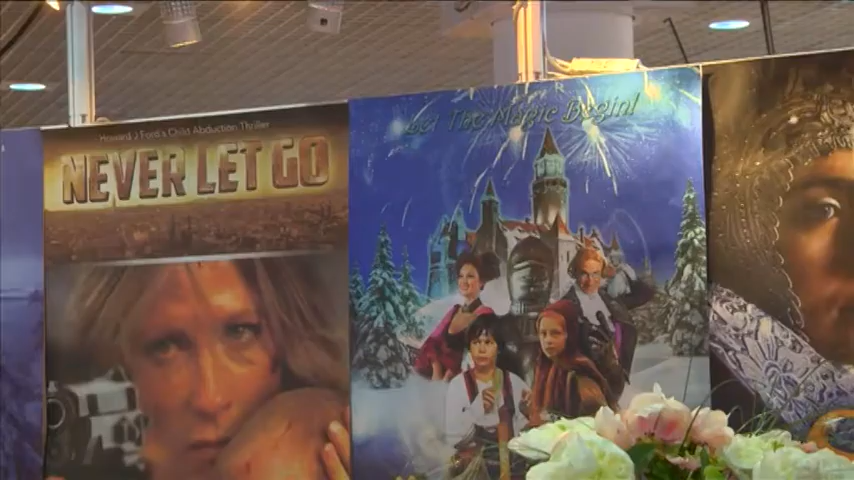 Howard J Ford's Child Abduction Thriller
NEVER LET GO
Let The Magic Begin!